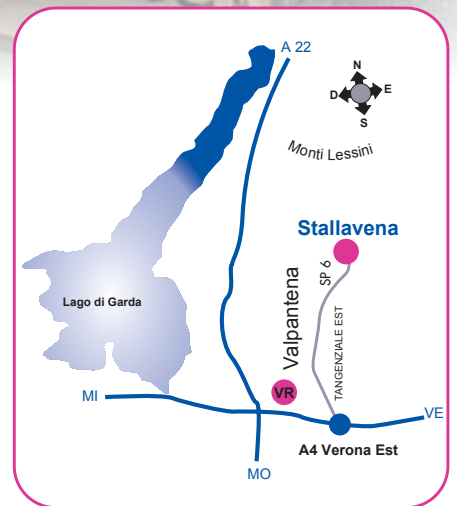 A 22
N
D
E
S
Monti Lessini
Stallavena
SP 6
Valpantena
TANGENZIALE EST
Lago di Garda
VR
MI
VE
A4 Verona Est
MO